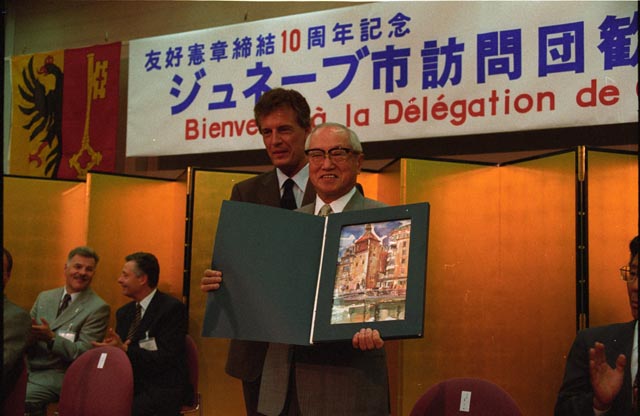 友好憲章締結10周年記念
ジュネーブ市訪問団歓
Bienvenue à la Délégation de